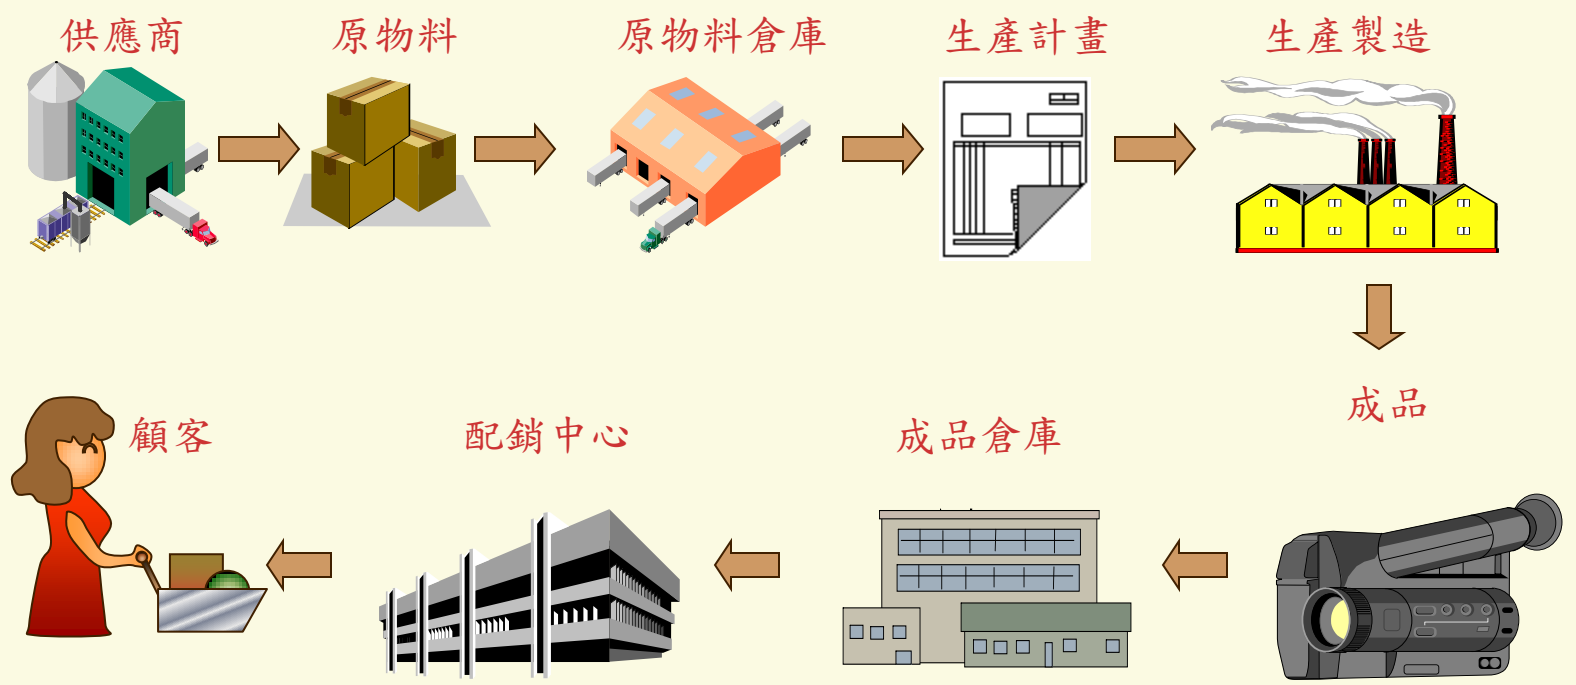 供應商
原物料
原物料倉庫
生產計畫
生產製造
成品
成品倉庫
配銷中心
顧客